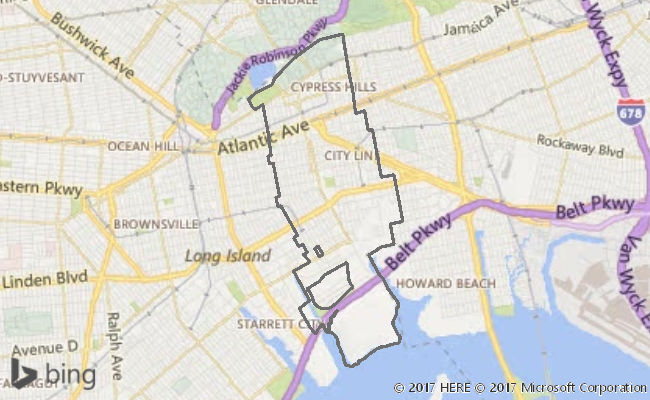 GLENDALE
Jackie Robinson Pkwy
Bushwick Ave
Jamaica Ave
Wyck Expy
D-STUYVESANT
CYPRESS HILLS
678
Atlantic Ave
OCEAN HILL
CITY LINE
Rockaway Blvd
astern Pkwy
Belt Pkwy
BROWNSVILLE
Belt Pkwy
Long Island
Van Wyck Ex
Linden Blvd
HOWARD BEACH
STARRETT CITY
Ralph Ave
Avenue D
bing
© 2017 HERE © 2017 Microsoft Corporation